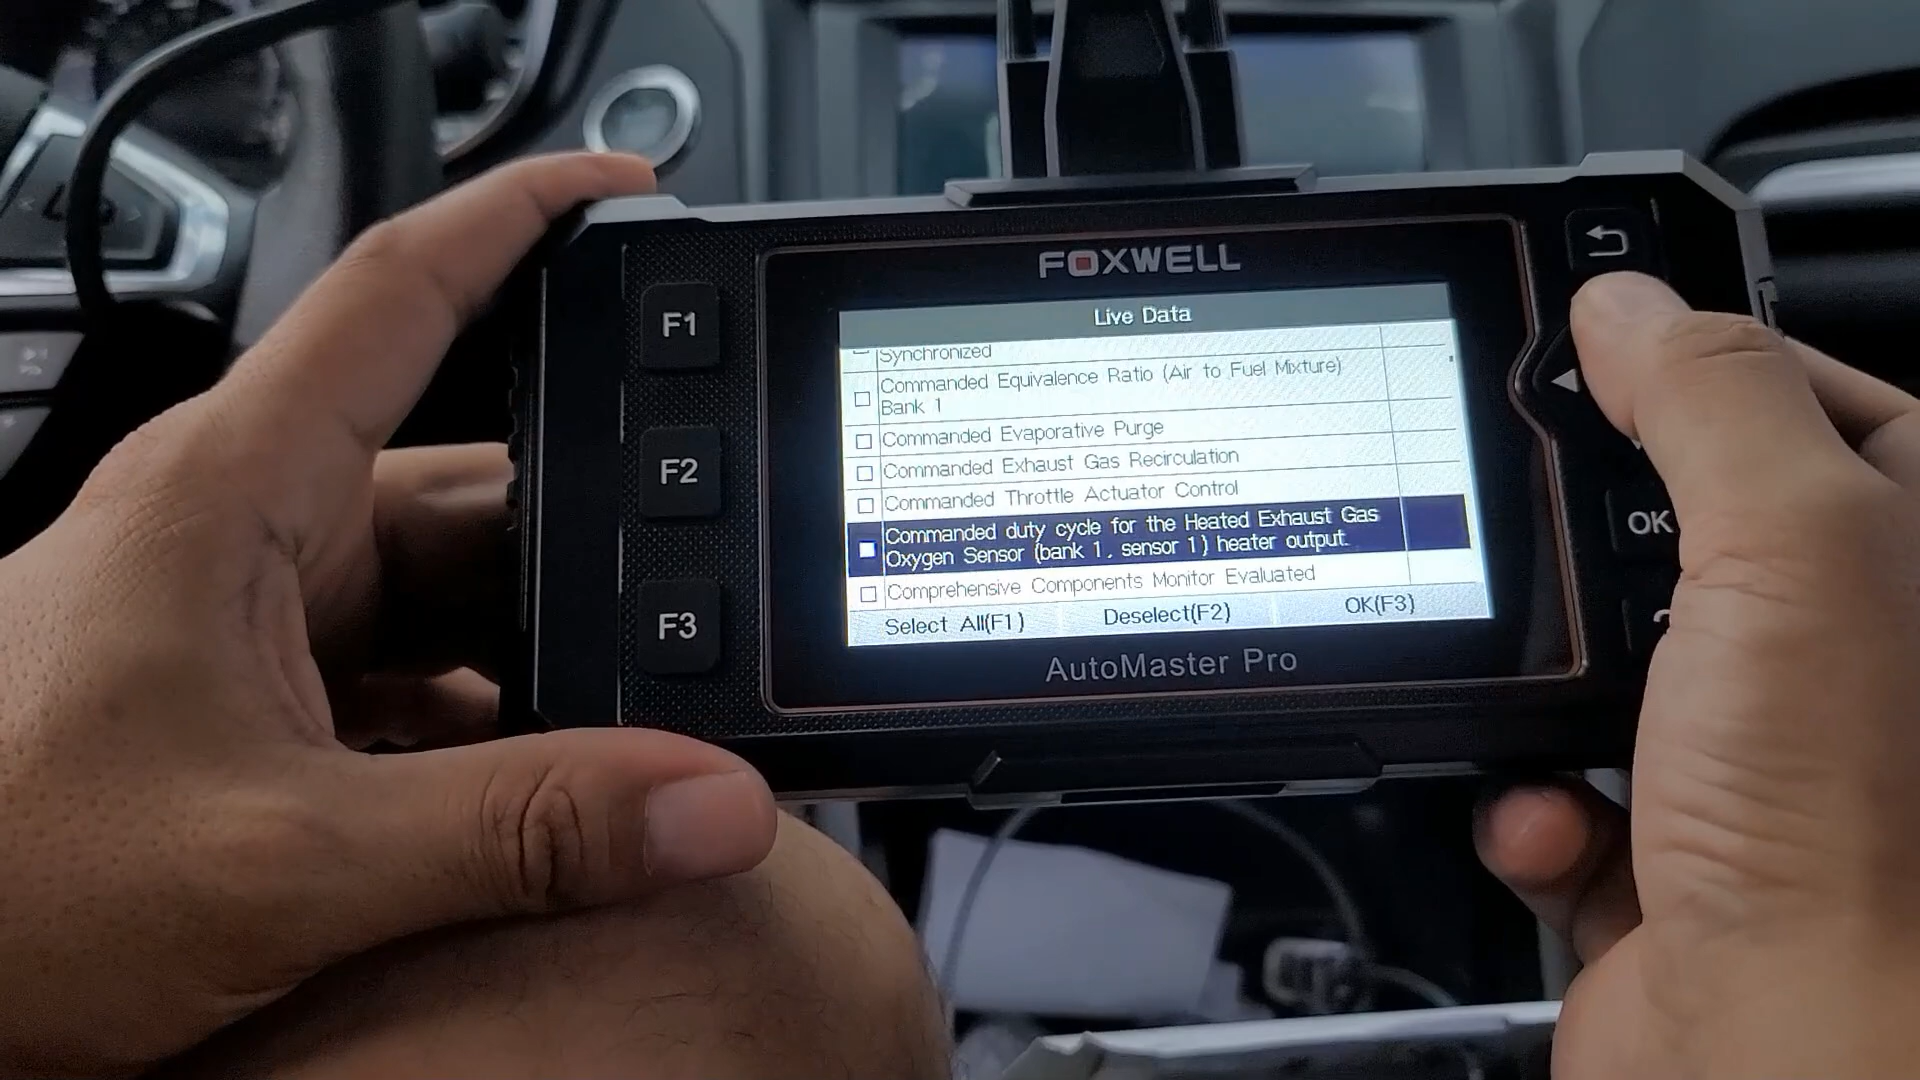 FOXWELL
F1
F2
F3
Live Data
Synchronized
Commanded Equivalence Ratio (Air to Fuel Mixture)
Bank 1
Commanded Evaporative Purge
Commanded Exhaust Gas Recirculation
Commanded Throttle Actuator Control
Commanded duty cycle for the Heated Exhaust Gas
Oxygen Sensor (bank 1, sensor 1) heater output.
Comprehensive Components Monitor Evaluated
Select All(F1) Deselect(F2) OK(F3)
AutoMaster Pro
OK